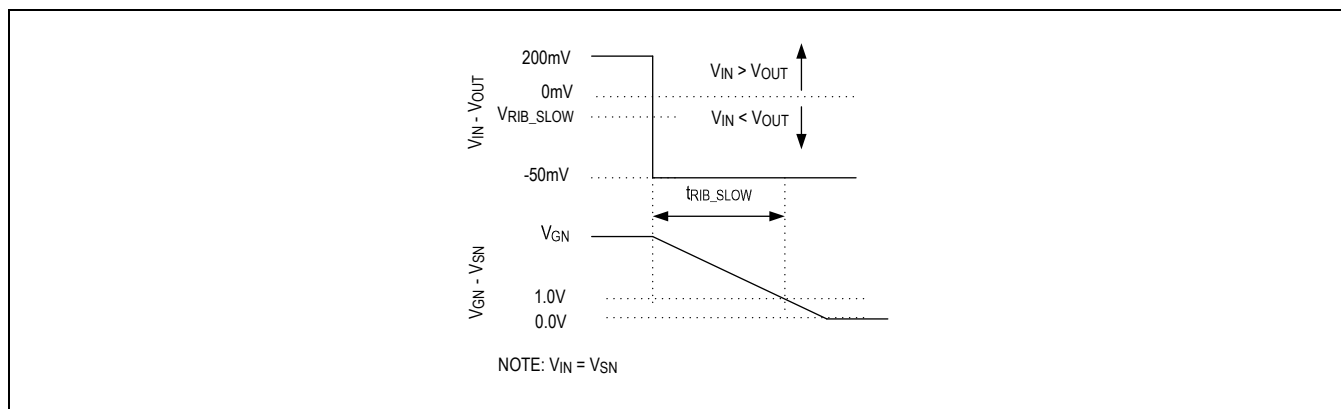 200mV
VIN > VOUT
0mV
VRIB_SLOW
VIN < VOUT
VIN - VOUT
-50mV
tRIB_SLOW
VGN
VGN - VSN
1.0V
0.0V
NOTE: VIN = VSN